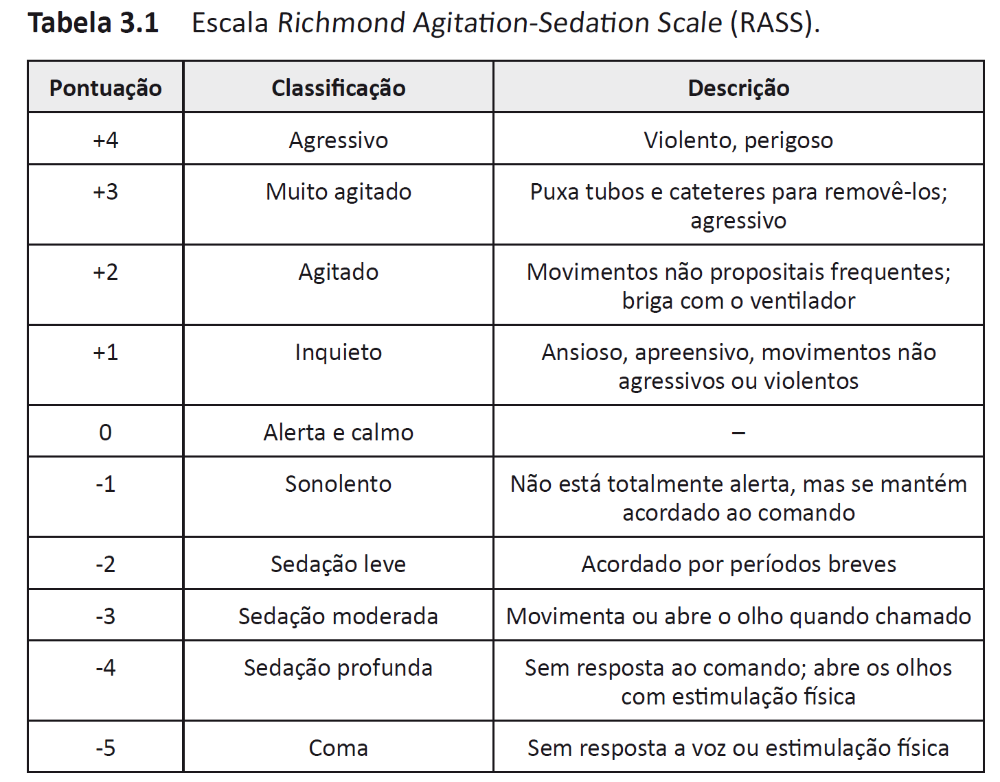 Tabela 3.1 Escala Richmond Agitation-Sedation Scale (RASS).
Pontuação Classificação Descrição
+4 Agressivo Violento, perigoso
+3 Muito agitado Puxa tubos e cateteres para removê-los;
agressivo
+2 Agitado Movimentos não propositais frequentes;
briga com o ventilador
+1 Inquieto Ansioso, apreensivo, movimentos não
agressivos ou violentos
0 Alerta e calmo –
-1 Sonolento Não está totalmente alerta, mas se mantém
acordado ao comando
-2 Sedação leve Acordado por períodos breves
-3 Sedação moderada Movimenta ou abre o olho quando chamado
-4 Sedação profunda Sem resposta ao comando; abre os olhos
com estimulação física
-5 Coma Sem resposta a voz ou estimulação física